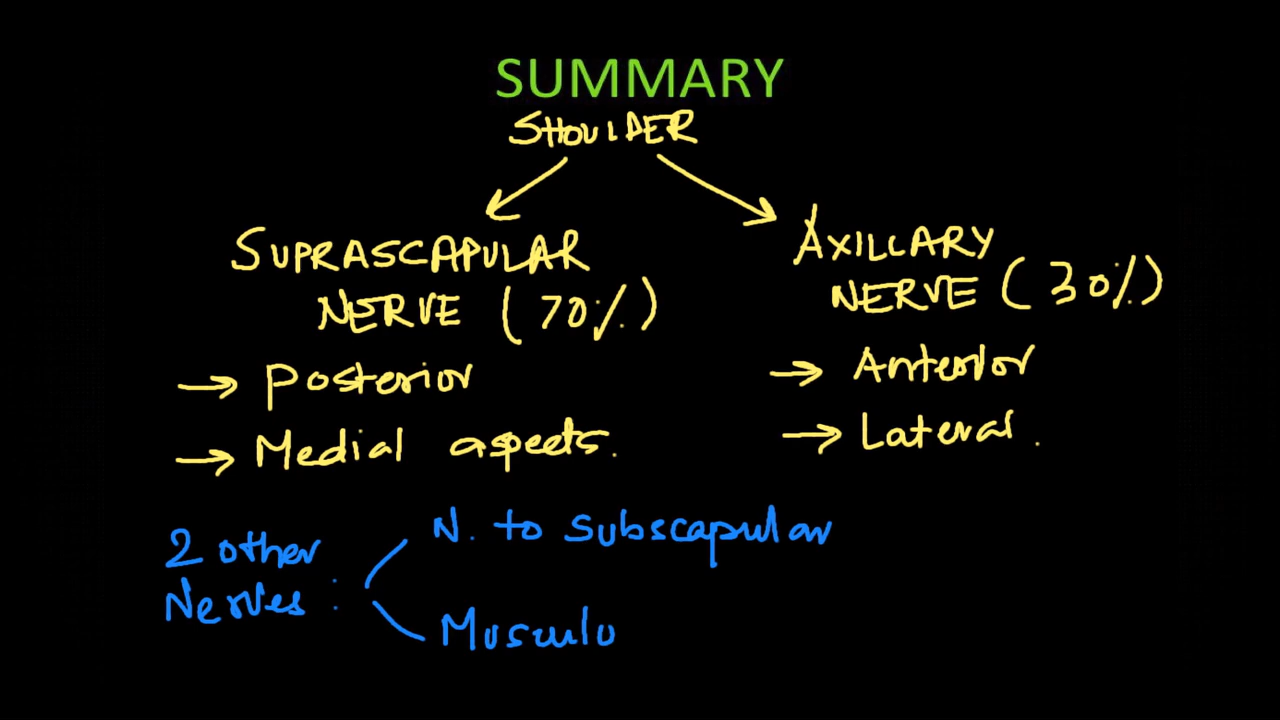 SUMMARY
SHOULDER
SUPRASCAPULAR
NERVE (70%)
→ Posterior
→ Medial aspects.
AXILLARY
NERVE (30%)
→ Anterior
→ Lateral.
2 other
Nerves :
N. to Subscapular
Musculo